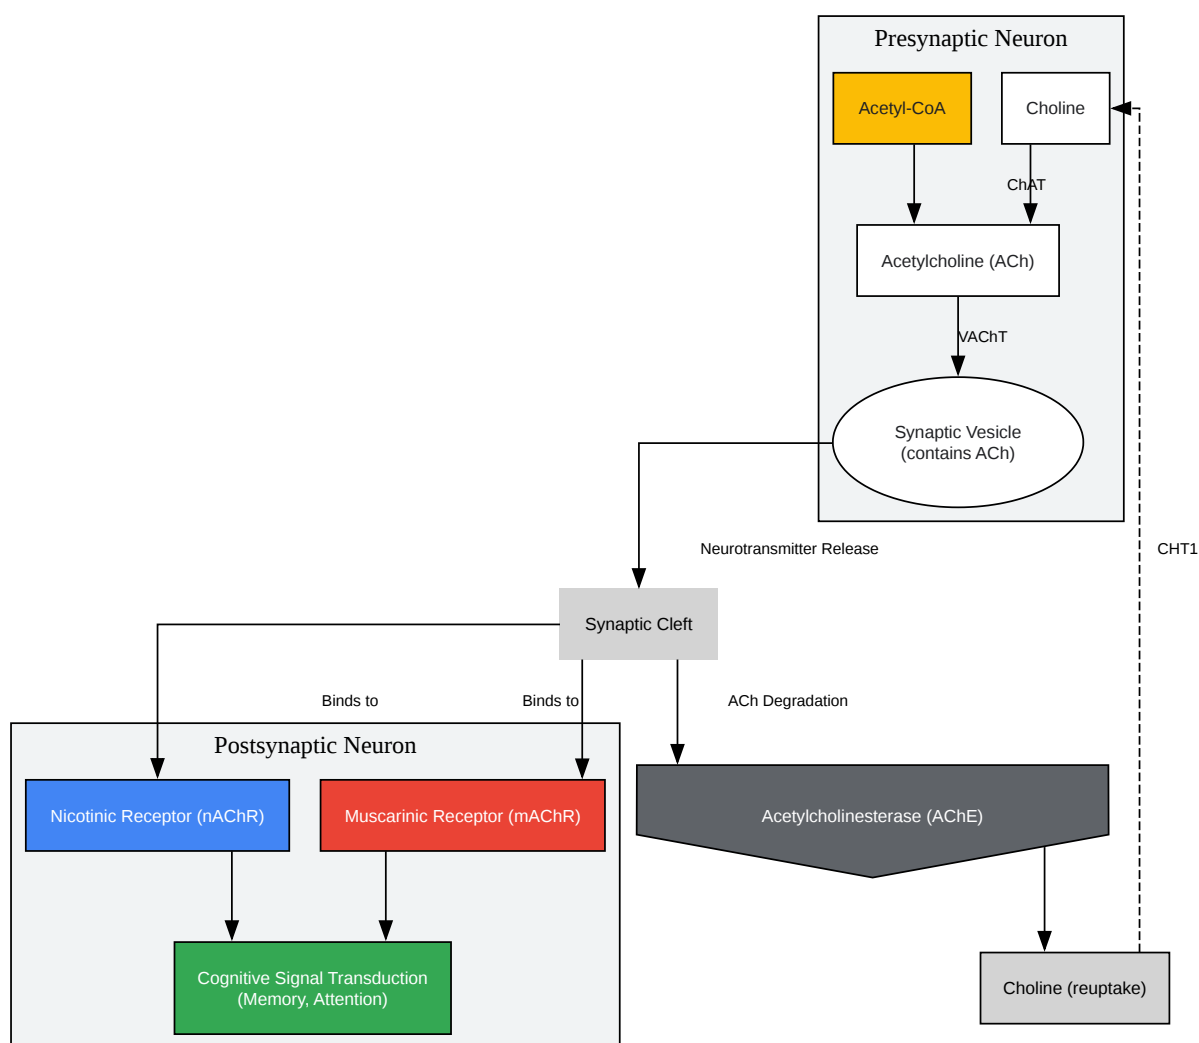 Presynaptic Neuron
Acetyl-CoA
Choline
ChAT
Acetylcholine (ACh)
VAChT
Synaptic Vesicle
(contains ACh)
Neurotransmitter Release
CHT1
Synaptic Cleft
Binds to
Binds to
ACh Degradation
Postsynaptic Neuron
Nicotinic Receptor (nAChR)
Muscarinic Receptor (mAChR)
Acetylcholinesterase (AChE)
Cognitive Signal Transduction
(Memory, Attention)
Choline (reuptake)